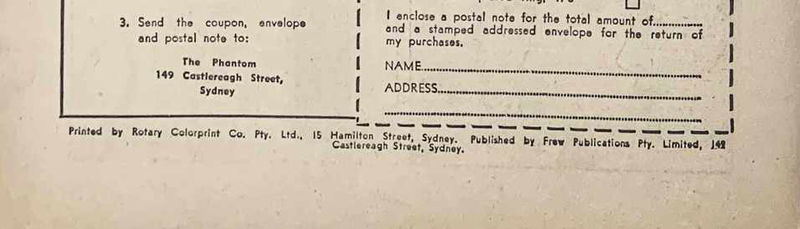 3. Send the coupon, envelope
and postal note to:
The Phantom
149 Castlereagh Street,
Sydney
I enclose a postal note for the total amount of..............
and a stamped addressed envelope for the return of
my purchases.
NAME
ADDRESS
Printed by Rotary Colorprint Co. Pty. Ltd., 15 Hamilton Street, Sydney. Published by Frew Publications Pty. Limited, 149
Castlereagh Street, Sydney.